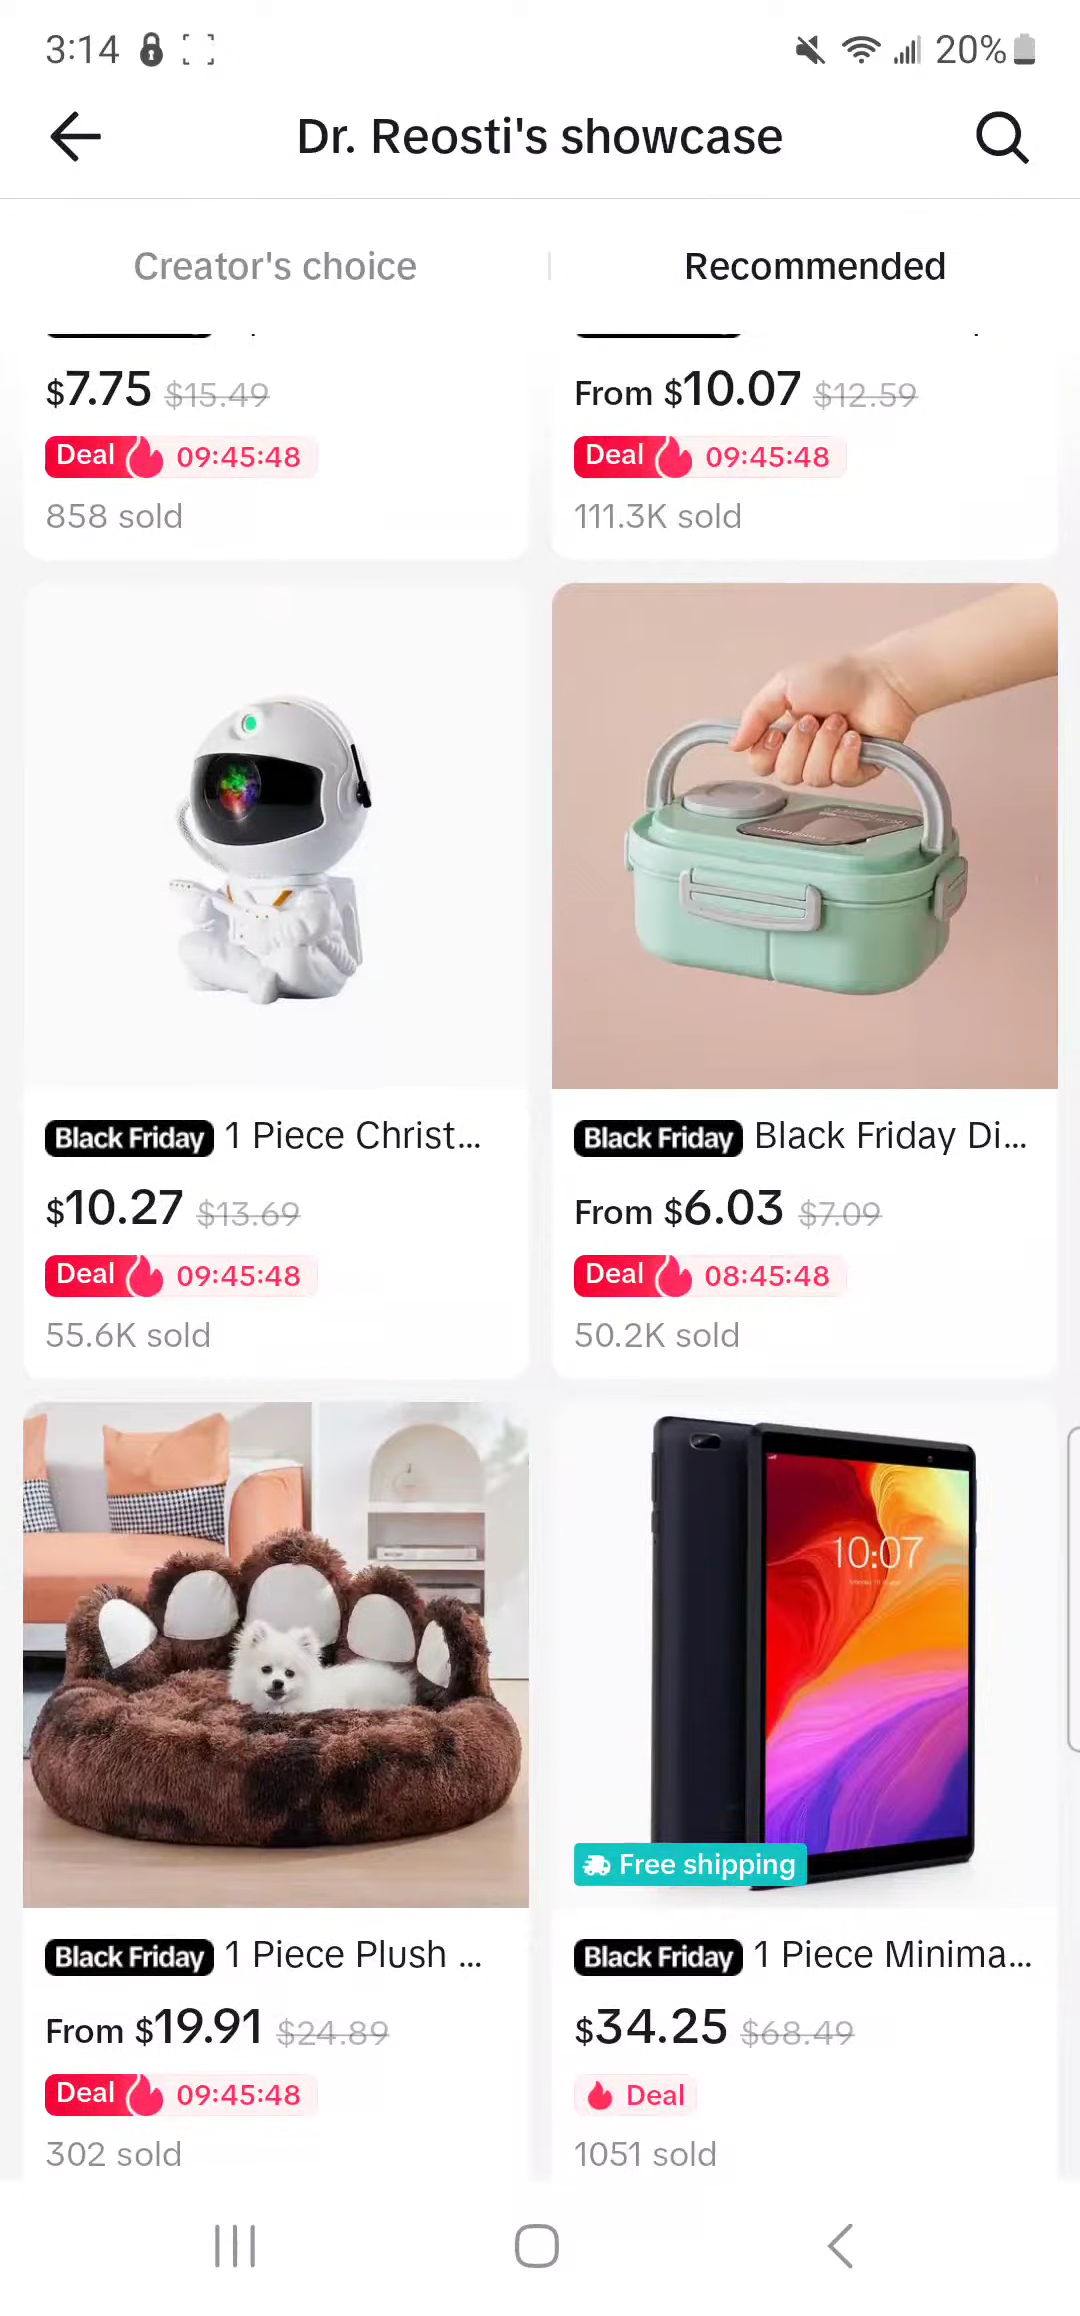 3:14 20%
Dr. Reosti's showcase
Creator's choice Recommended
$7.75 $15.49
Deal 09:45:48
858 sold
From $10.07 $12.59
Deal 09:45:48
111.3K sold
Black Friday 1 Piece Christ...
$10.27 $13.69
Deal 09:45:48
55.6K sold
Black Friday Black Friday Di...
From $6.03 $7.09
Deal 08:45:48
50.2K sold
10:07
Free shipping
Black Friday 1 Piece Plush ...
From $19.91 $24.89
Deal 09:45:48
302 sold
Black Friday 1 Piece Minima...
$34.25 $68.49
Deal
1051 sold